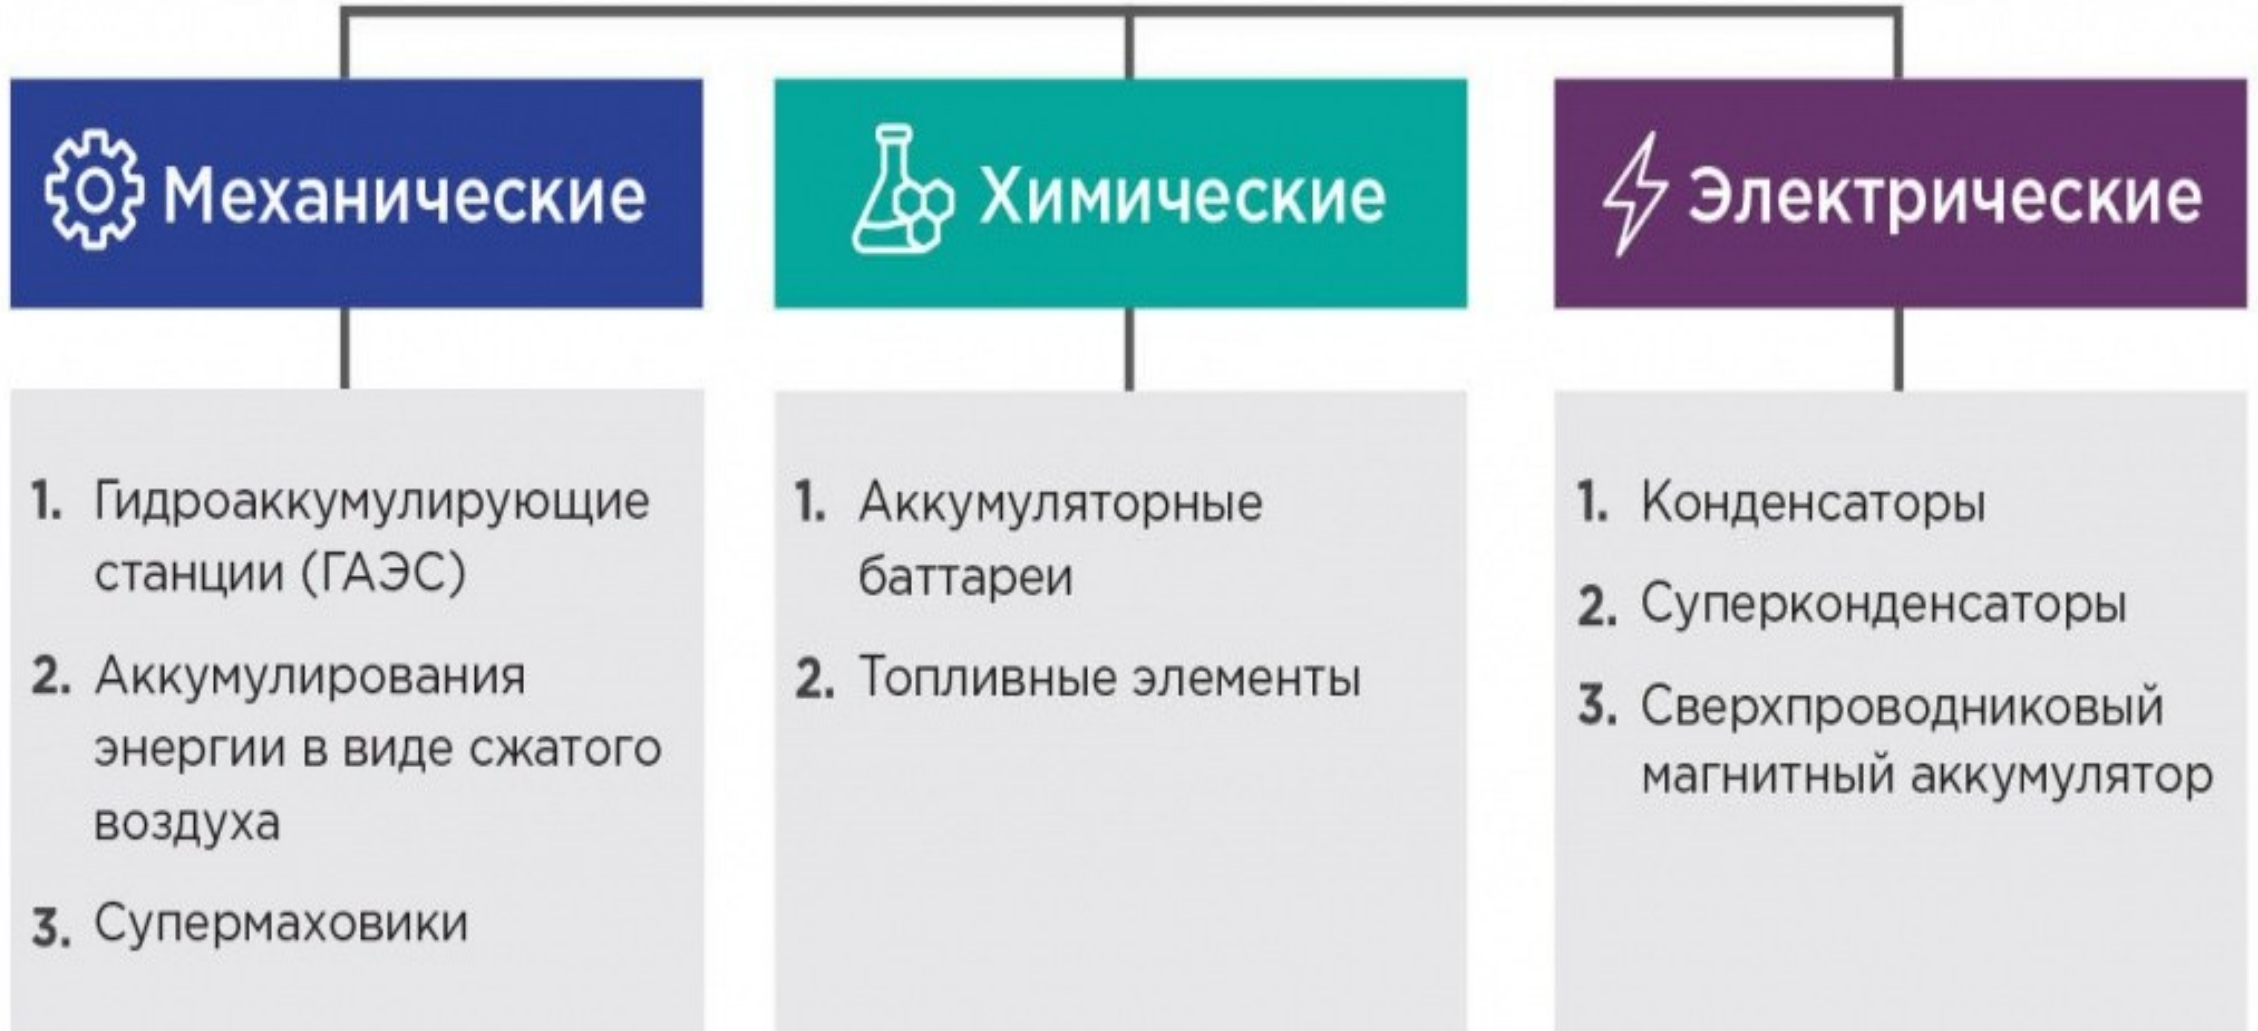 Механические
1. Гидроаккумулирующие
станции (ГАЭС)
2. Аккумулирования
энергии в виде сжатого
воздуха
3. Супермаховики
Химические
1. Аккумуляторные
баттареи
2. Топливные элементы
Электрические
1. Конденсаторы
2. Суперконденсаторы
3. Сверхпроводниковый
магнитный аккумулятор